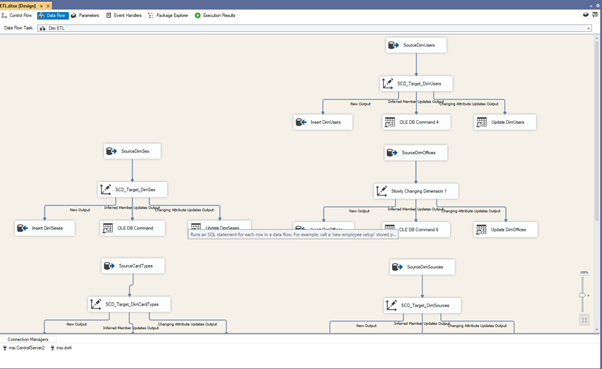 ETL.dtsx [Design]
Control Flow Data Flow Parameters Event Handlers Package Explorer Execution Results
Data Flow Task: Dim ETL
SourceDimUsers
SCD_Target_DimUsers
New Output Inferred Member Updates Output Changing Attribute Updates Output
Insert DimUsers OLE DB Command 4 Update DimUsers
SourceDimSex SourceDimOffices
SCD_Target_DimSex Slowly Changing Dimension 1
New Output Inferred Member Updates Output Changing Attribute Updates Output New Output Inferred Member Updates Output Changing Attribute Updates Output
Insert DimSexes OLE DB Command Update DimSexes Insert DimOffices OLE DB Command 6 Update DimOffices
Runs an SQL statement for each row in a data flow. For example, call a 'new employee setup' stored p...
SourceCardTypes SourceDimSources
SCD_Target_DimCardTypes SCD_Target_DimSources
New Output Inferred Member Updates Output Changing Attribute Updates Output New Output Inferred Member Updates Output Changing Attribute Updates Output
100%
Connection Managers
msi.CentralServer2 msi.dwh